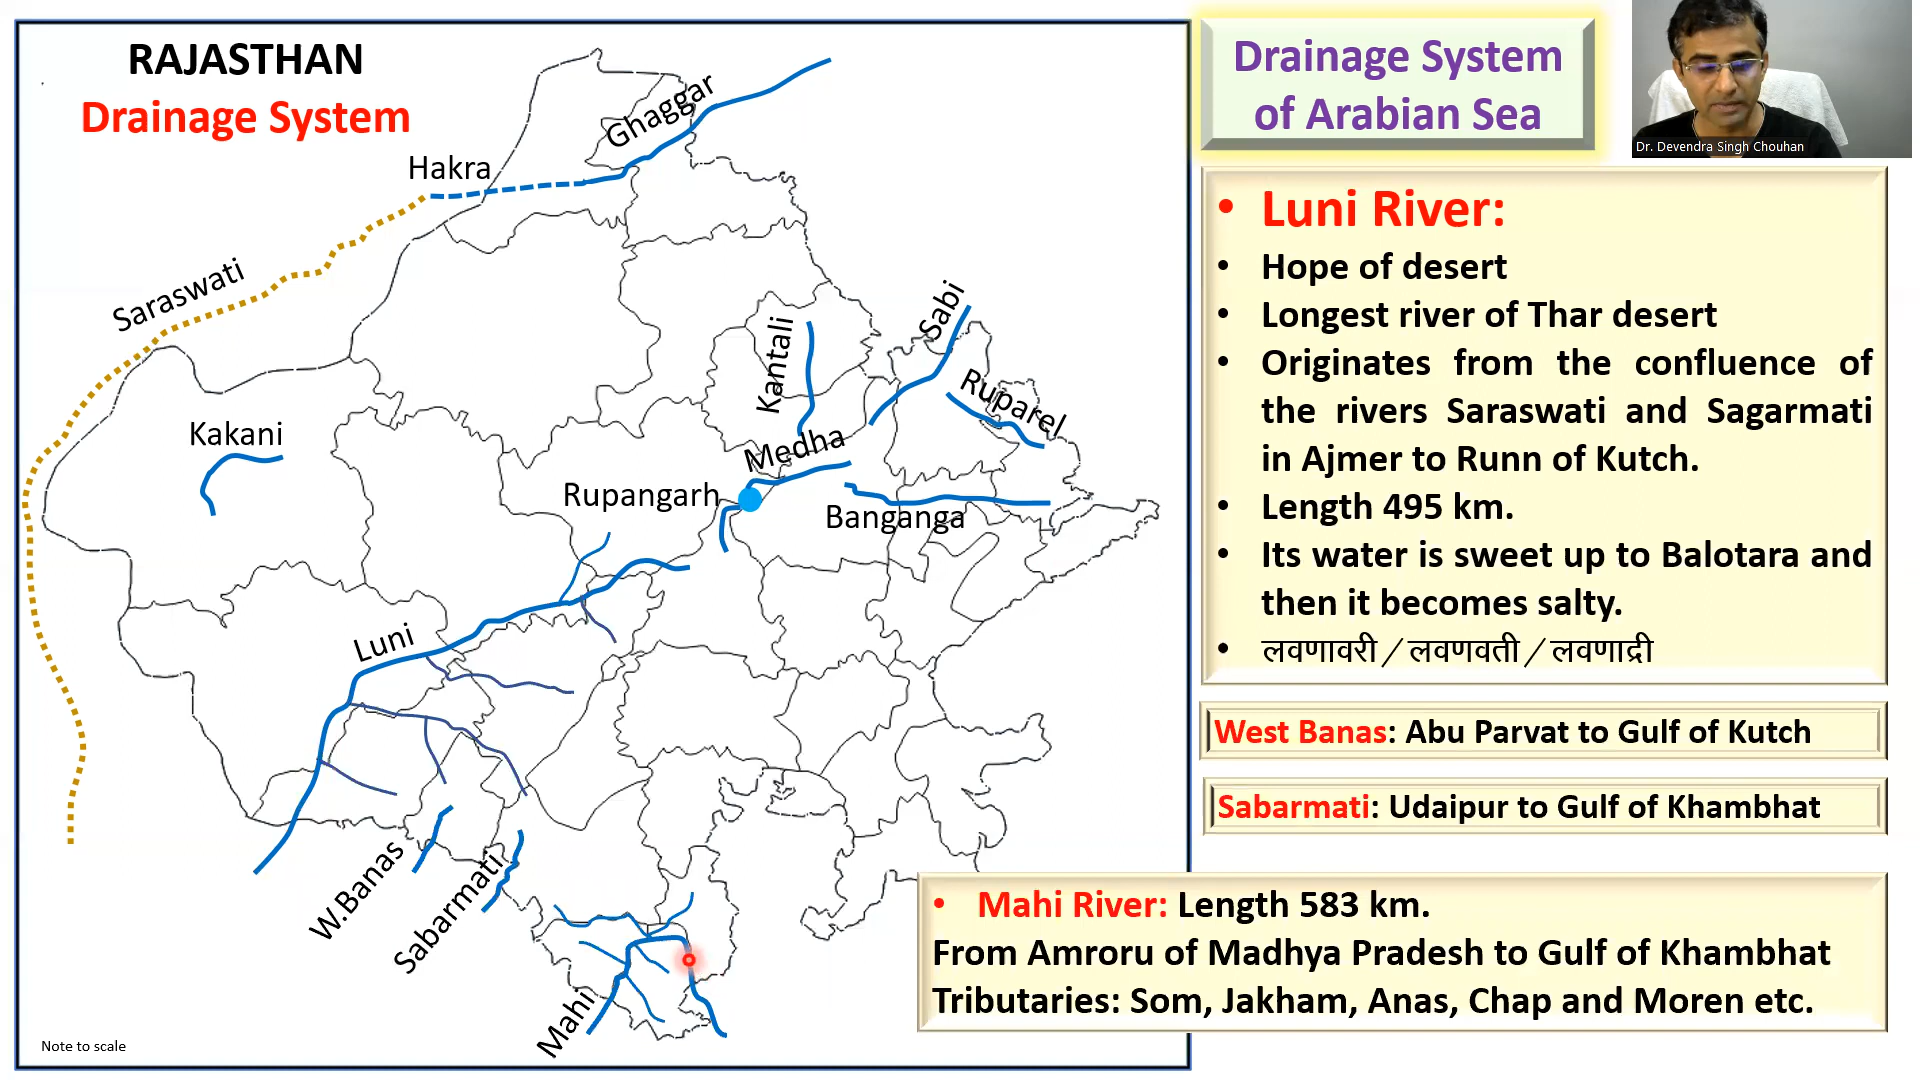 RAJASTHAN
Drainage System
Ghaggar
Hakra
Saraswati
Kakani
Kantali
Sabi
Ruparel
Medha
Rupangarh
Banganga
Luni
W.Banas
Sabarmati
Mahi
Note to scale
Drainage System
of Arabian Sea
Dr. Devendra Singh Chouhan
• Luni River:
• Hope of desert
• Longest river of Thar desert
• Originates from the confluence of
the rivers Saraswati and Sagarmati
in Ajmer to Runn of Kutch.
• Length 495 km.
• Its water is sweet up to Balotara and
then it becomes salty.
• लवणावरी / लवणवती / लवणाद्री
West Banas: Abu Parvat to Gulf of Kutch
Sabarmati: Udaipur to Gulf of Khambhat
• Mahi River: Length 583 km.
From Amroru of Madhya Pradesh to Gulf of Khambhat
Tributaries: Som, Jakham, Anas, Chap and Moren etc.